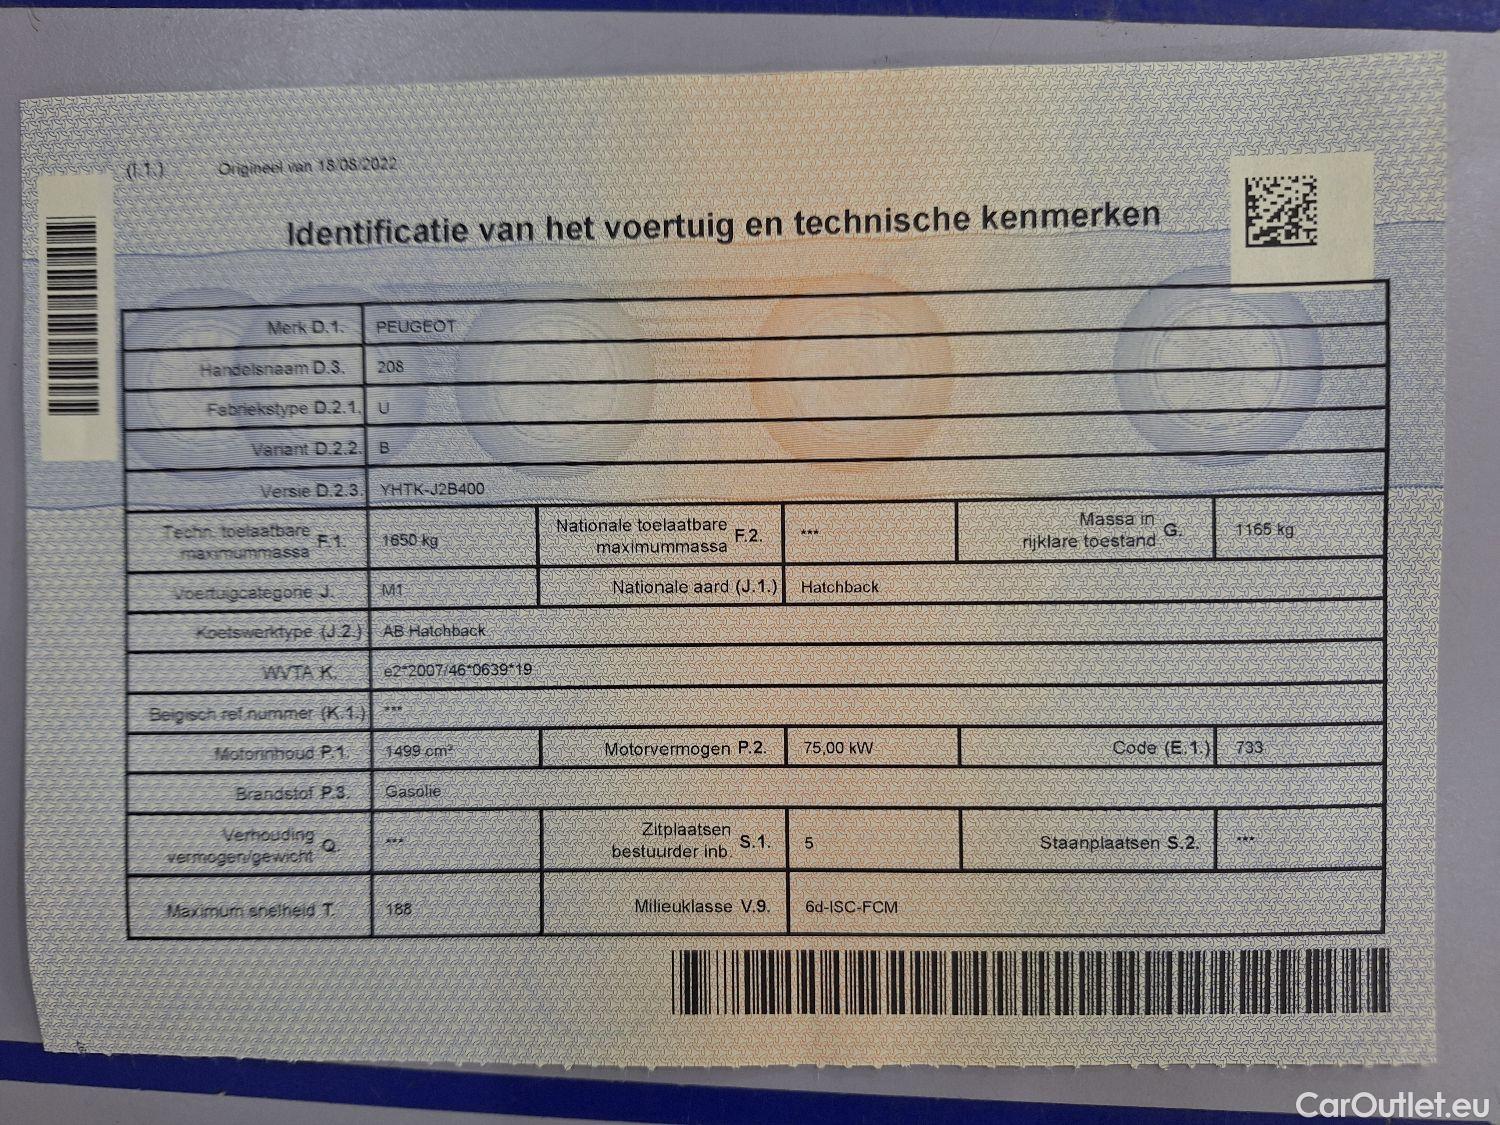 (I.1.) Origineel van 18/08/2022
Identificatie van het voertuig en technische kenmerken
Merk D.1. PEUGEOT
Handelsnaam D.3. 208
Fabriekstype D.2.1. U
Variant D.2.2. B
Versie D.2.3. YHTK-J2B400
Techn. toelaatbare maximummassa F.1. 1650 kg Nationale toelaatbare maximummassa F.2. *** Massa in rijklare toestand G. 1165 kg
Voertuigcategorie J. M1 Nationale aard (J.1.) Hatchback
Koetswerktype (J.2.) AB Hatchback
WVTA K. e2*2007/46*0639*19
Belgisch ref.nummer (K.1.) ***
Motorinhoud P.1. 1499 cm³ Motorvermogen P.2. 75,00 kW Code (E.1.) 733
Brandstof P.3. Gasolie
Verhouding vermogen/gewicht Q. *** Zitplaatsen bestuurder inb. S.1. 5 Staanplaatsen S.2. ***
Maximum snelheid T. 188 Milieuklasse V.9. 6d-ISC-FCM
CarOutlet.eu